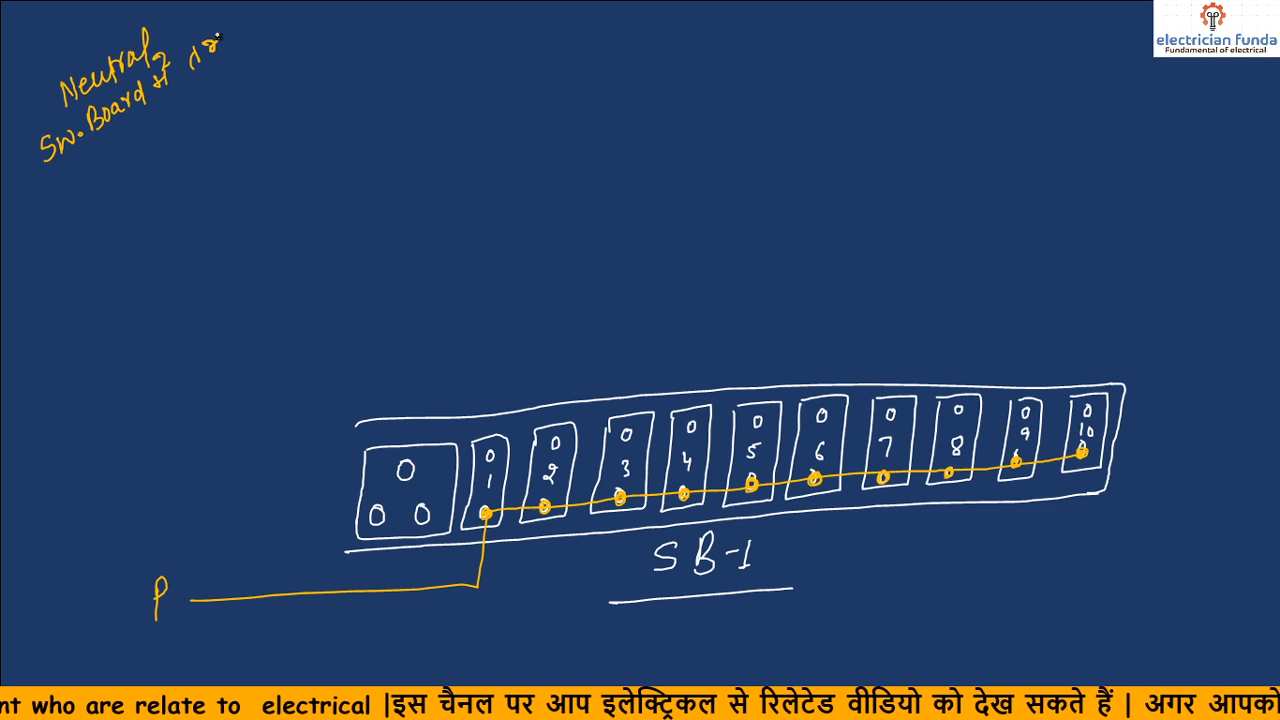 electrician funda
Fundamental of electrical
Neutral
Sw. Board में
0 0 0 0 0 0 0 0 0 0
0 1 2 3 4 5 6 7 8 9 10
0 0
SB-1
P
nt who are relate to electrical |इस चैनल पर आप इलेक्ट्रिकल से रिलेटेड वीडियो को देख सकते हैं | अगर आपको